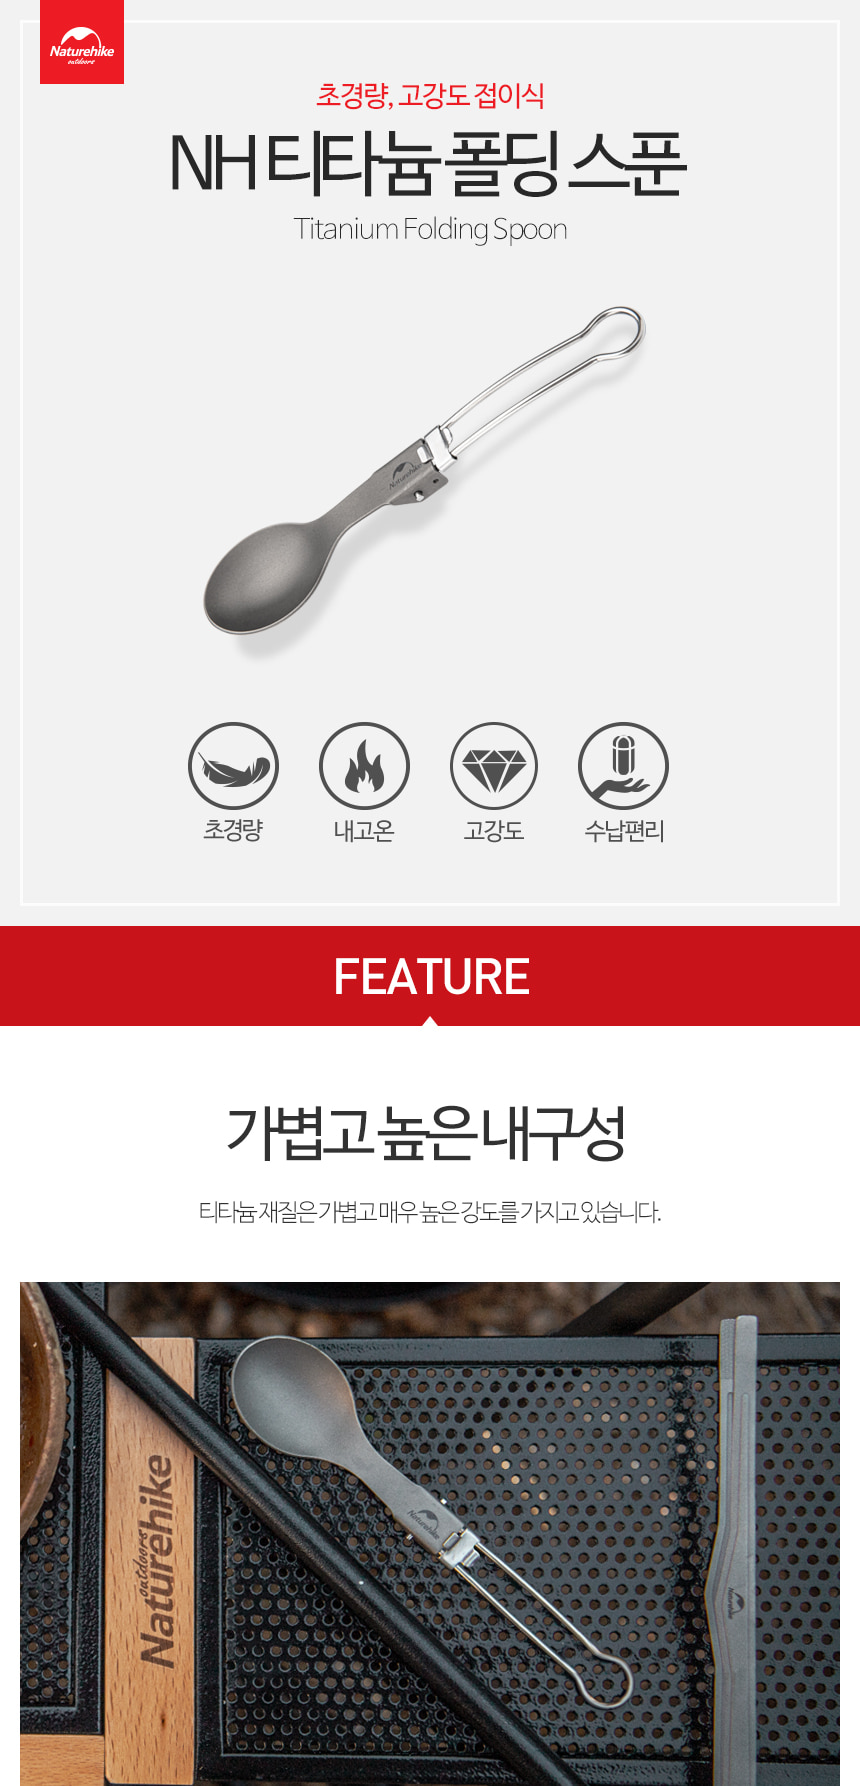 Naturehike
outdoors
초경량, 고강도 접이식
NH 티타늄 폴딩 스푼
Titanium Folding Spoon
Naturehike
초경량
내고온
고강도
수납편리
FEATURE
가볍고 높은 내구성
티타늄 재질은 가볍고 매우 높은 강도를 가지고 있습니다.
Naturehike
outdoors
Naturehike
Naturehike